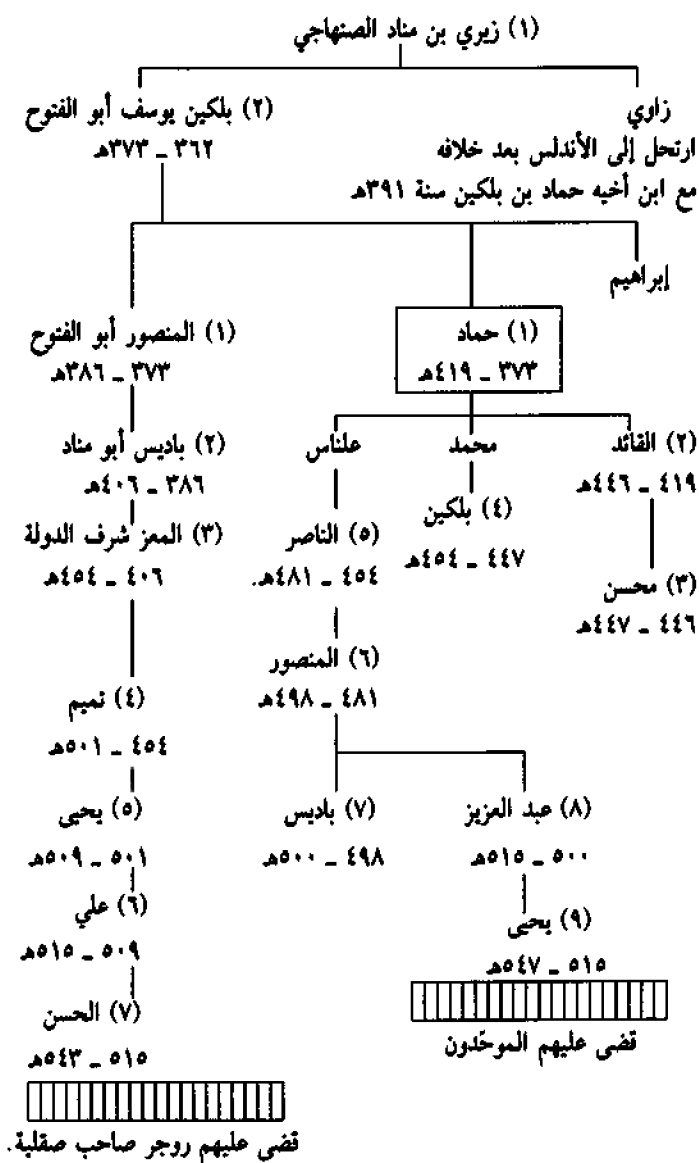 (١) زيري بن مناد الصنهاجي
زاوي
ارتحل إلى الأندلس بعد خلافه
مع ابن أخيه حماد بن بلكين سنة ٣٩١هـ
(٢) بلكين يوسف أبو الفتوح
٣٦٢ - ٣٧٣هـ
إبراهيم
(١) حماد
٣٧٣ - ٤١٩هـ
(١) المنصور أبو الفتوح
٣٧٣ - ٣٨٦هـ
(٢) القائد
٤١٩ - ٤٤٦هـ
محمد
علناس
(٢) باديس أبو مناد
٣٨٦ - ٤٠٦هـ
(٤) بلكين
٤٤٧ - ٤٥٤هـ
(٥) الناصر
٤٥٤ - ٤٨١هـ.
(٣) المعز شرف الدولة
٤٠٦ - ٤٥٤هـ
(٣) محسن
٤٤٦ - ٤٤٧هـ
(٦) المنصور
٤٨١ - ٤٩٨هـ
(٤) تميم
٤٥٤ - ٥٠١هـ
(٨) عبد العزيز
٥٠٠ - ٥١٥هـ
(٧) باديس
٤٩٨ - ٥٠٠هـ
(٥) يحيى
٥٠١ - ٥٠٩هـ
(٩) يحيى
٥١٥ - ٥٤٧هـ
قضى عليهم الموحّدون
(٦) علي
٥٠٩ - ٥١٥هـ
(٧) الحسن
٥١٥ - ٥٤٣هـ
قضى عليهم روجر صاحب صقلية.